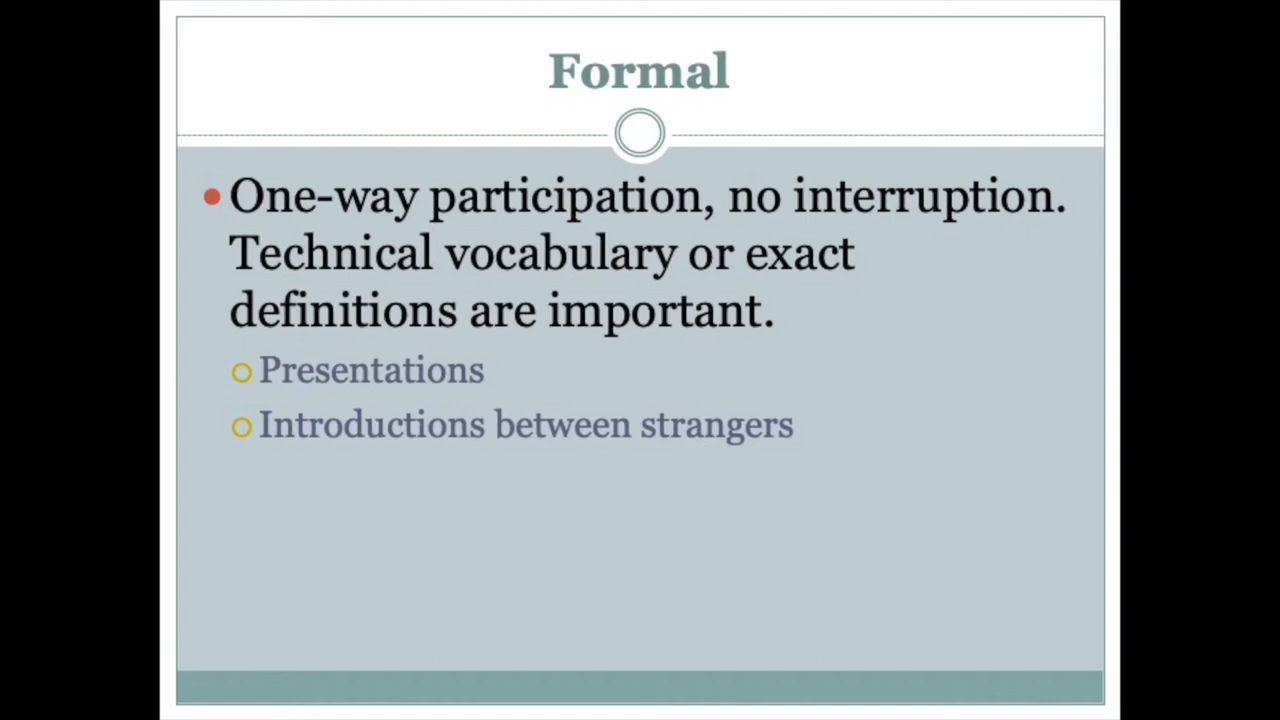 Formal
One-way participation, no interruption.
Technical vocabulary or exact
definitions are important.
Presentations
Introductions between strangers